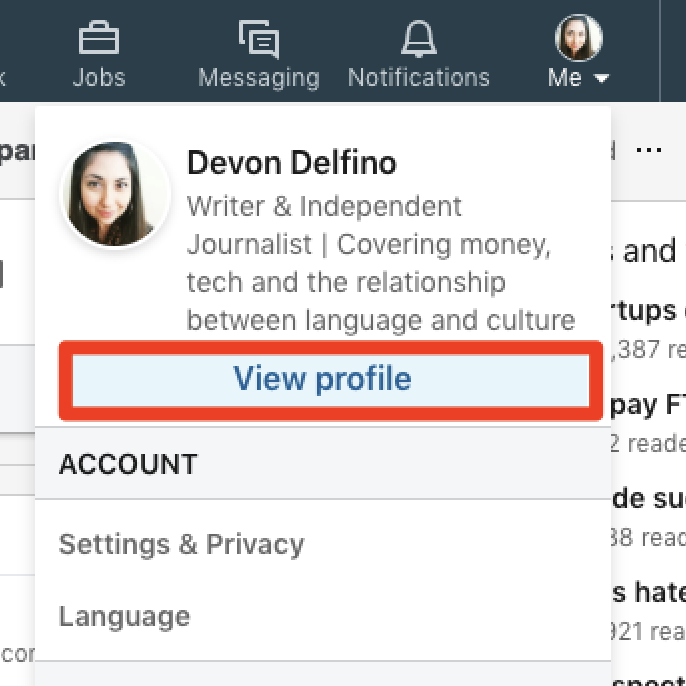 Jobs
Messaging
Notifications
Me
Devon Delfino
Writer & Independent
Journalist | Covering money,
tech and the relationship
between language and culture
View profile
ACCOUNT
Settings & Privacy
Language
and
rtups
,387 re
pay F
2 reade
de su
38 read
s hate
921 rea